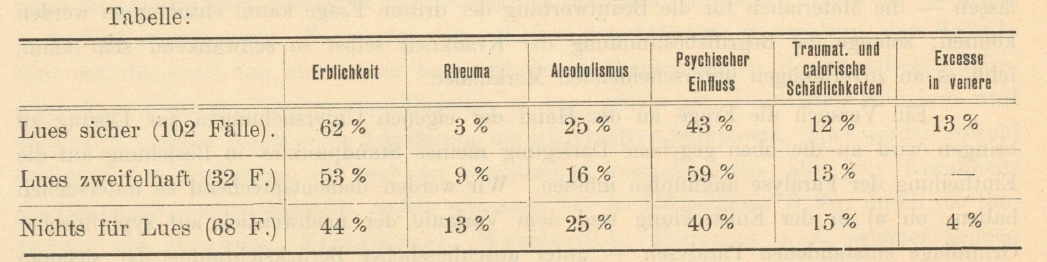 Tabelle:
Erblichkeit Rheuma Alcoholismus Psychischer Einfluss Traumat. und calorische Schädlichkeiten Excesse in venere
Lues sicher (102 Fälle). 62 % 3 % 25 % 43 % 12 % 13 %
Lues zweifelhaft (32 F.) 53 % 9 % 16 % 59 % 13 % —
Nichts für Lues (68 F.) 44 % 13 % 25 % 40 % 15 % 4 %